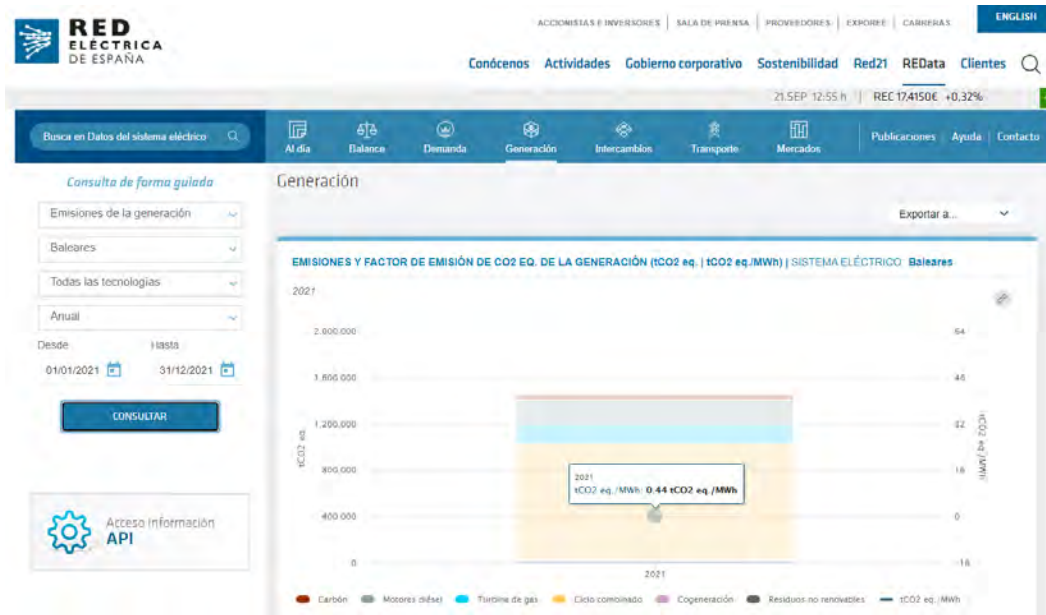 RED
ELÉCTRICA
DE ESPAÑA
ACCIONISTAS E INVERSORES | SALA DE PRENSA | PROVEEDORES | EXPOREE | CARRERAS
ENGLISH
Conócenos Actividades Gobierno corporativo Sostenibilidad Red21 REData Clientes
21.SEP 12:55 h | REC 17,4150€ +0,32%
Busca en Datos del sistema eléctrico
Al día Balance Demanda Generación Intercambios Transporte Mercados
Publicaciones | Ayuda | Contacto
Consulta de forma guiada
Emisiones de la generación
Baleares
Todas las tecnologías
Anual
Desde Hasta
01/01/2021 31/12/2021
CONSULTAR
Acceso Información
API
Generación
Exportar a...
EMISIONES Y FACTOR DE EMISIÓN DE CO2 EQ. DE LA GENERACIÓN (tCO2 eq. | tCO2 eq./MWh) | SISTEMA ELÉCTRICO: Baleares
2021
2.000.000 64
1.600.000 48
1.200.000 32
800.000 16
400.000 0
0 -16
tCO2 eq.
tCO2 eq./MWh
2021
tCO2 eq./MWh: 0.44 tCO2 eq./MWh
2021
Carbón Motores diésel Turbina de gas Ciclo combinado Cogeneración Residuos no renovables tCO2 eq./MWh